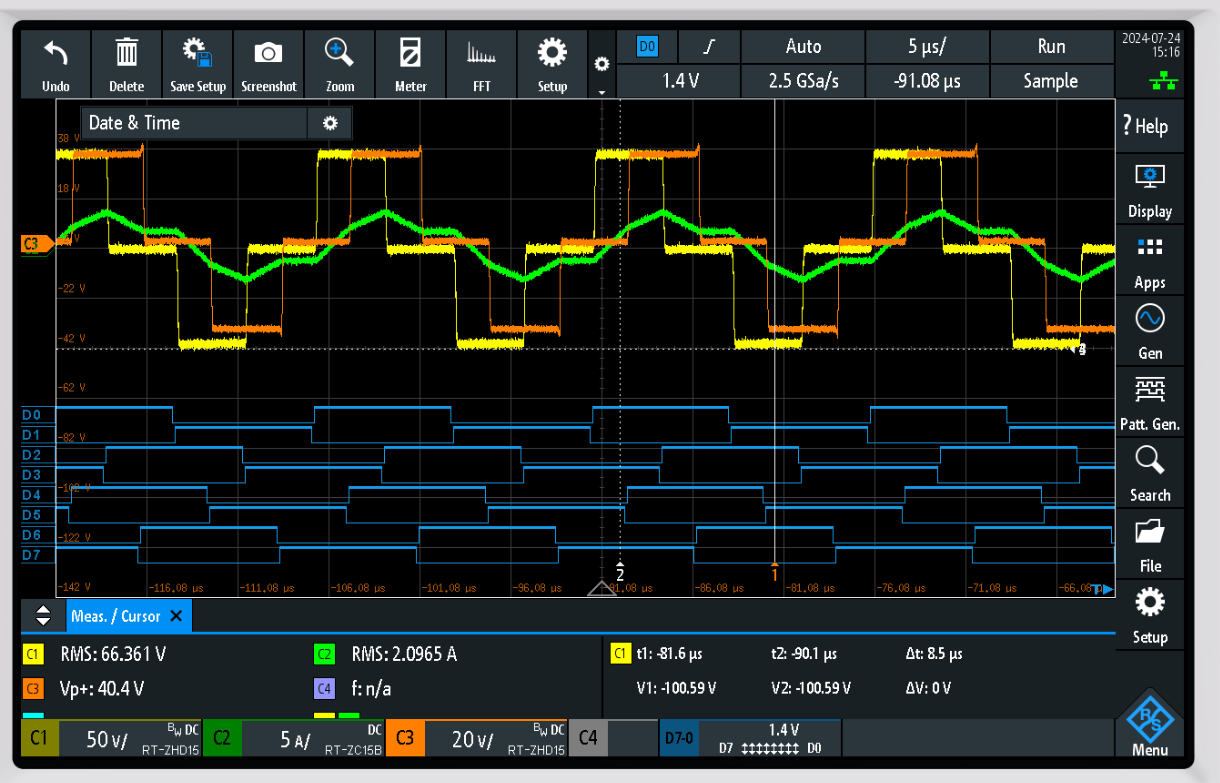 Undo
Delete
Save Setup
Screenshot
Zoom
Meter
FFT
Setup
D0
Auto
5 µs/
Run
1.4 V
2.5 GSa/s
-91.08 µs
Sample
2024-07-24
15:16
Date & Time
? Help
Display
Apps
Gen
Patt. Gen.
Search
File
Setup
Menu
38 V
18 V
C3
-22 V
-42 V
-62 V
-82 V
-102 V
-122 V
-142 V
D0
D1
D2
D3
D4
D5
D6
D7
2
1
-116.08 µs
-111.08 µs
-106.08 µs
-101.08 µs
-96.08 µs
-91.08 µs
-86.08 µs
-81.08 µs
-76.08 µs
-71.08 µs
-66.08
Meas. / Cursor ×
C1 RMS: 66.361 V
C2 RMS: 2.0965 A
C3 Vp+: 40.4 V
C4 f: n/a
C1 t1: -81.6 µs t2: -90.1 µs Δt: 8.5 µs
V1: -100.59 V V2: -100.59 V ΔV: 0 V
C1 50 V/ BW DC RT-ZHD15
C2 5 A/ DC RT-ZC15B
C3 20 V/ BW DC RT-ZHD15
C4
D7-0 1.4 V
D7 D0
R&S